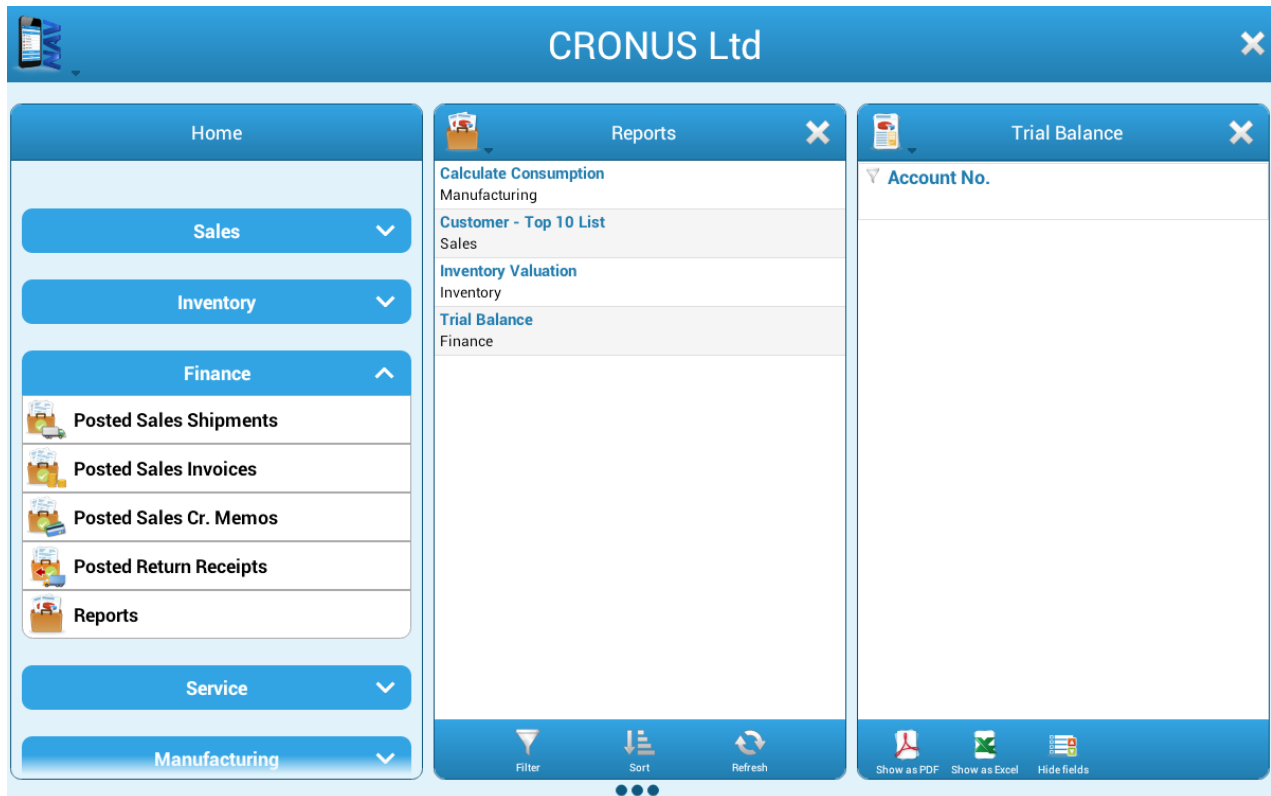 NAV
CRONUS Ltd
Home
Sales
Inventory
Finance
Posted Sales Shipments
Posted Sales Invoices
Posted Sales Cr. Memos
Posted Return Receipts
Reports
Service
Manufacturing
Reports
Calculate Consumption
Manufacturing
Customer - Top 10 List
Sales
Inventory Valuation
Inventory
Trial Balance
Finance
Filter
Sort
Refresh
Trial Balance
Account No.
Show as PDF
Show as Excel
Hide fields